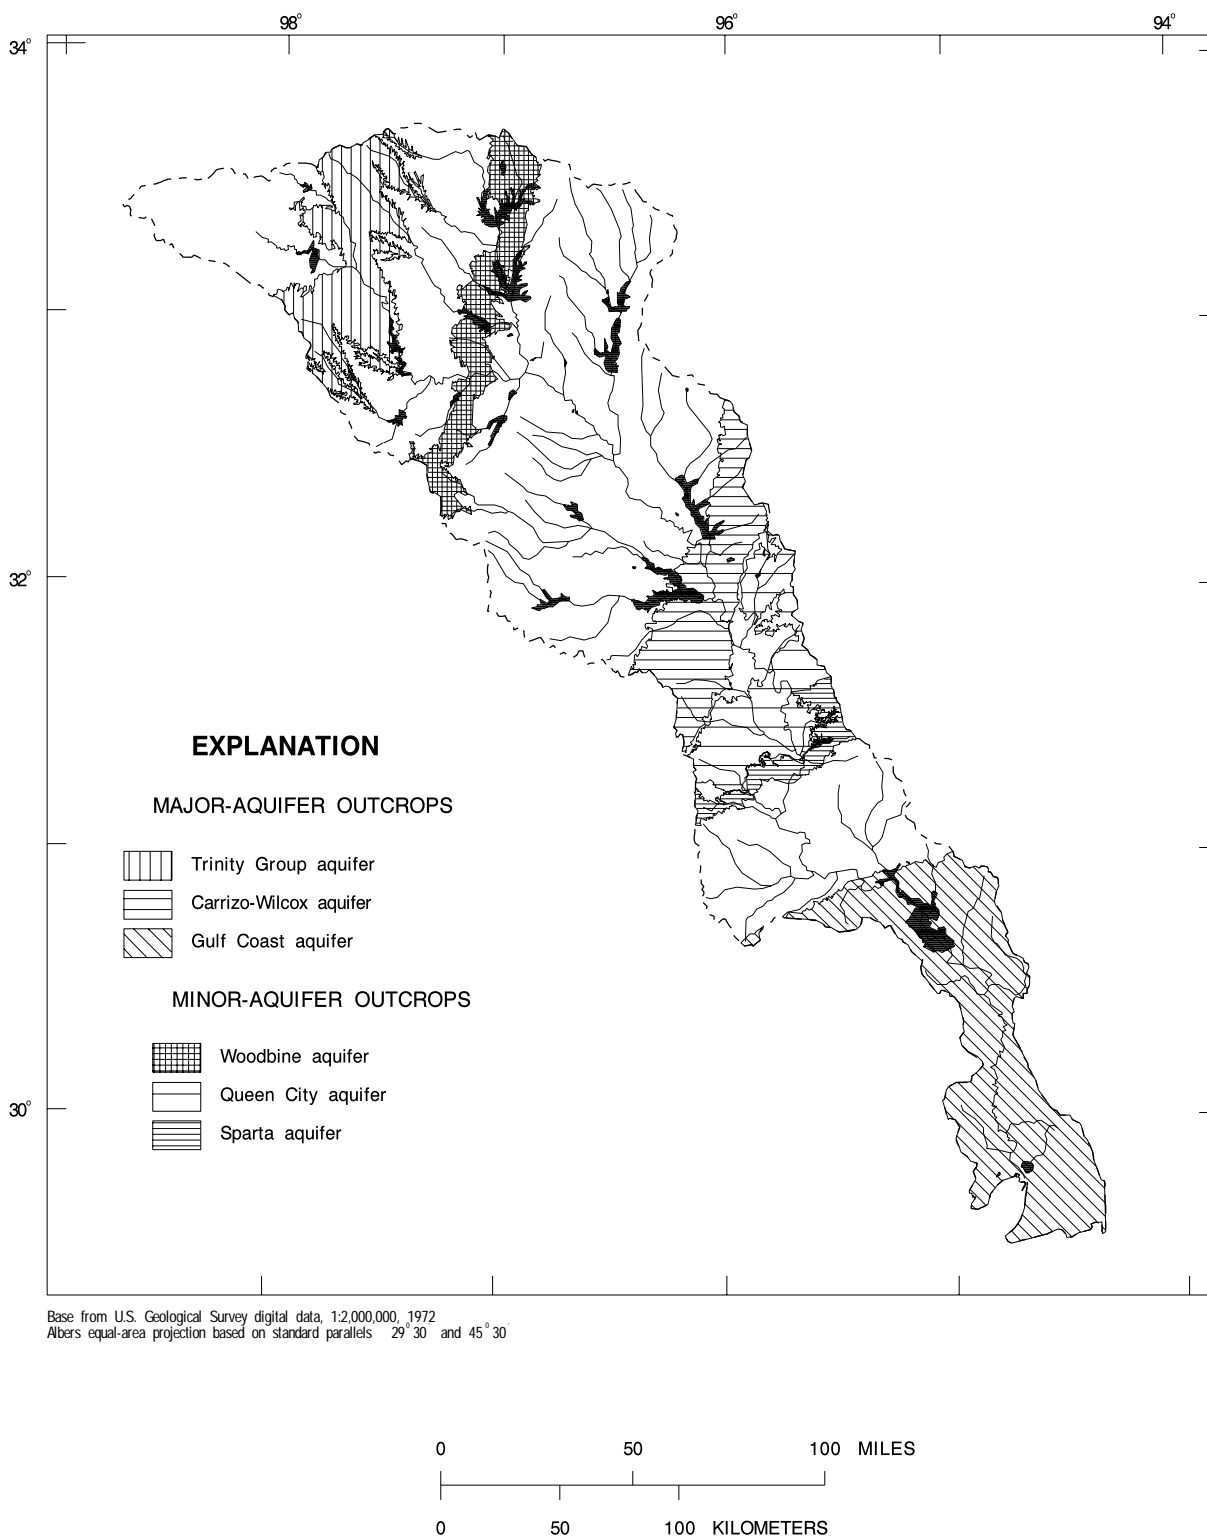 98°
96°
94°
34°
32°
30°
EXPLANATION
MAJOR-AQUIFER OUTCROPS
Trinity Group aquifer
Carrizo-Wilcox aquifer
Gulf Coast aquifer
MINOR-AQUIFER OUTCROPS
Woodbine aquifer
Queen City aquifer
Sparta aquifer
Base from U.S. Geological Survey digital data, 1:2,000,000, 1972
Albers equal-area projection based on standard parallels 29°30' and 45°30'
0 50 100 MILES
0 50 100 KILOMETERS